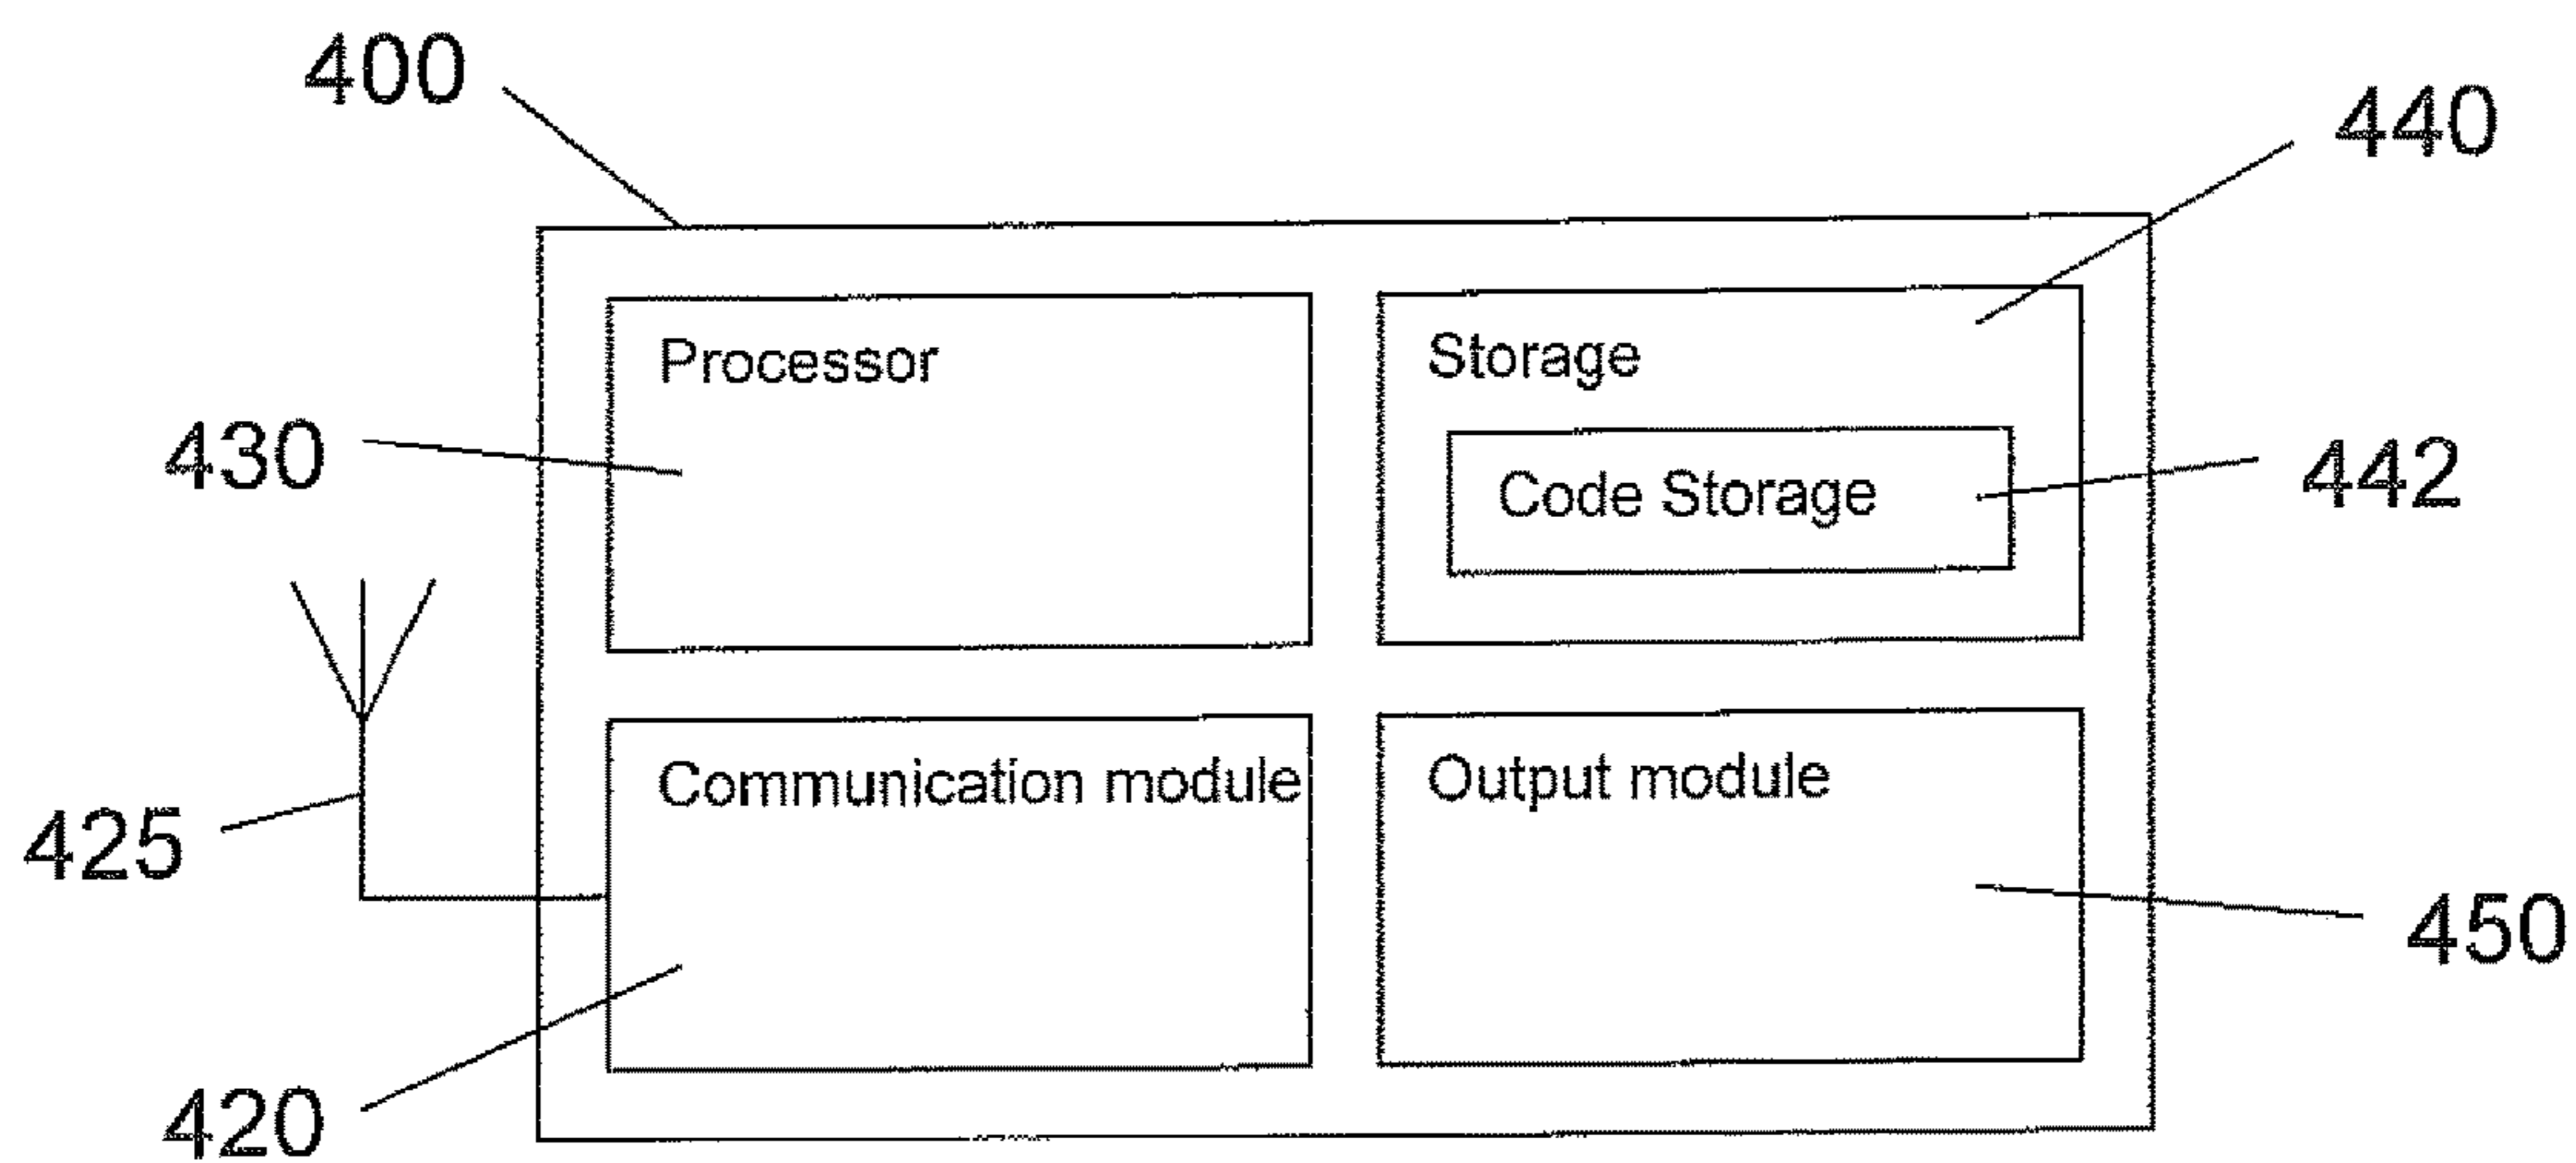 400
440
Processor
Storage
430
Code Storage
442
Communication module
Output module
425
450
420